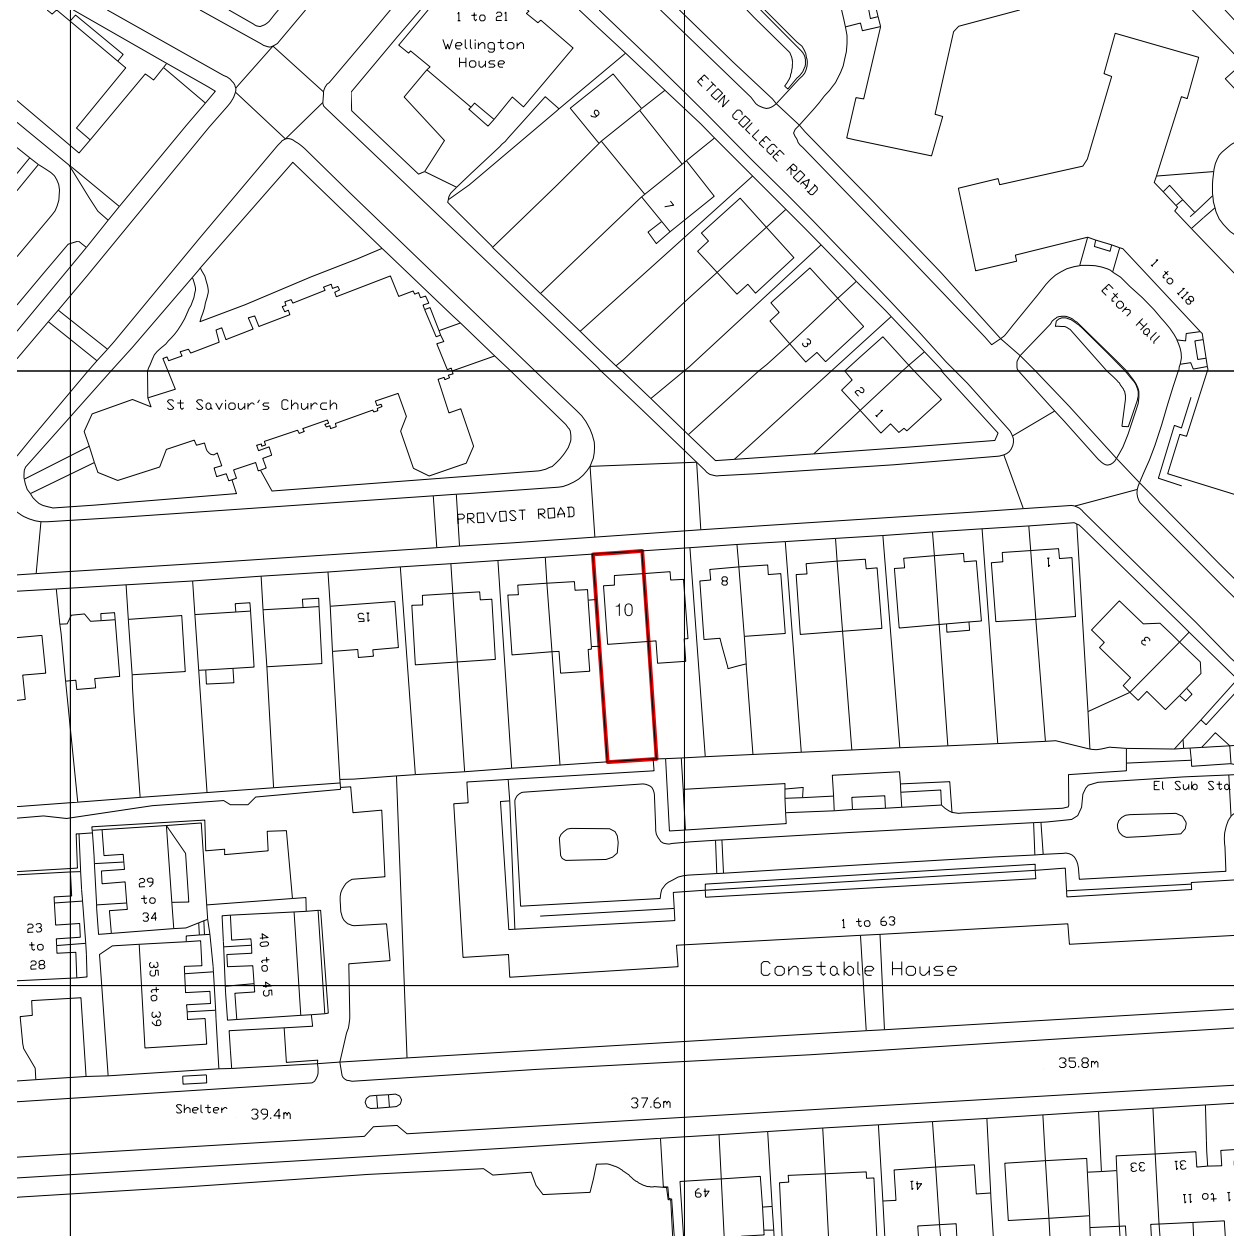 1 to 21
Wellington
House
9
ETON COLLEGE ROAD
7
1 to 118
Eton Hall
3
2
1
St Saviour's Church
PROVOST ROAD
1
8
10
15
3
El Sub Sta
29
to
34
23
to
28
1 to 63
40 to 45
35 to 39
Constable House
35.8m
Shelter
39.4m
37.6m
33
31
41
49
1 to 11